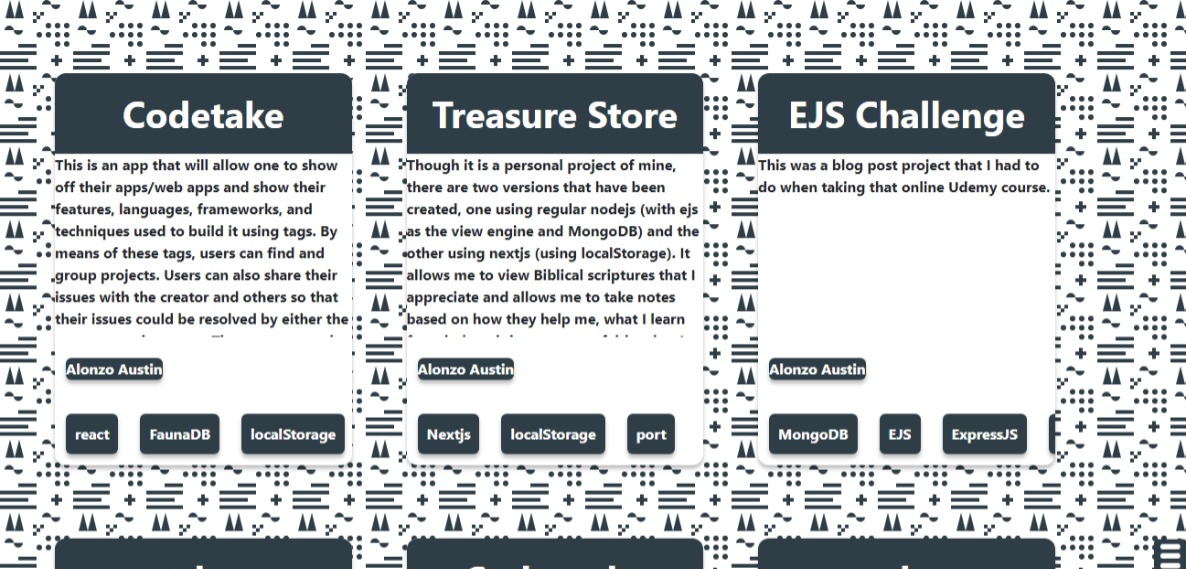 Codetake
This is an app that will allow one to show
off their apps/web apps and show their
features, languages, frameworks, and
techniques used to build it using tags. By
means of these tags, users can find and
group projects. Users can also share their
issues with the creator and others so that
their issues could be resolved by either the
Alonzo Austin
react FaunaDB localStorage
Treasure Store
Though it is a personal project of mine,
there are two versions that have been
created, one using regular nodejs (with ejs
as the view engine and MongoDB) and the
other using nextjs (using localStorage). It
allows me to view Biblical scriptures that I
appreciate and allows me to take notes
based on how they help me, what I learn
Alonzo Austin
Nextjs localStorage port
EJS Challenge
This was a blog post project that I had to
do when taking that online Udemy course.
Alonzo Austin
MongoDB EJS ExpressJS